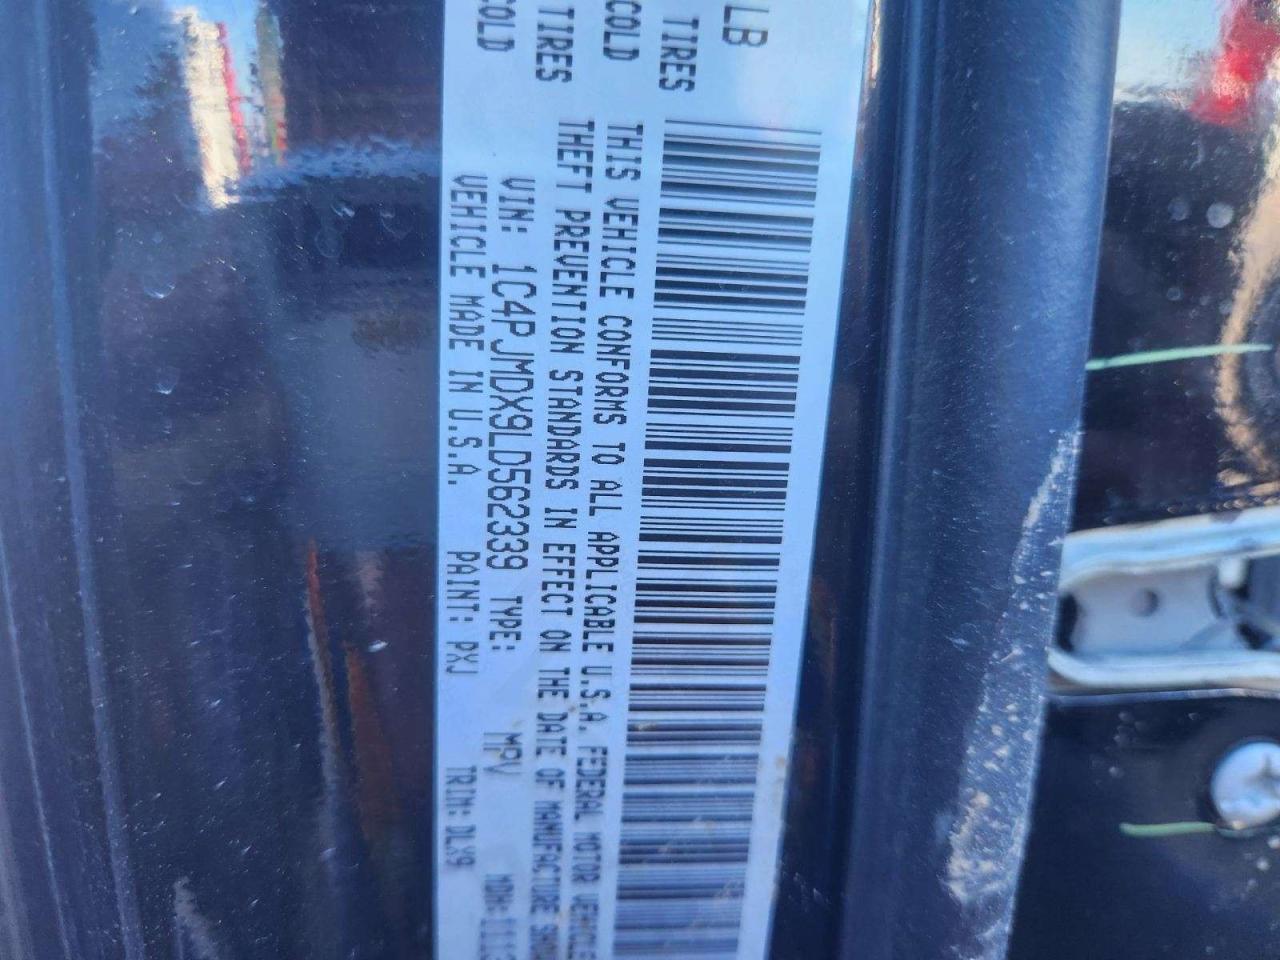 LB
TIRES
COLD
TIRES
COLD
THIS VEHICLE CONFORMS TO ALL APPLICABLE U.S.A. FEDERAL MOTOR VEHICLE
THEFT PREVENTION STANDARDS IN EFFECT ON THE DATE OF MANUFACTURE
VIN: 1C4PJMDX9LD562339 TYPE: MPV MDH:
VEHICLE MADE IN U.S.A. PAINT: PXJ TRIM: DLX9